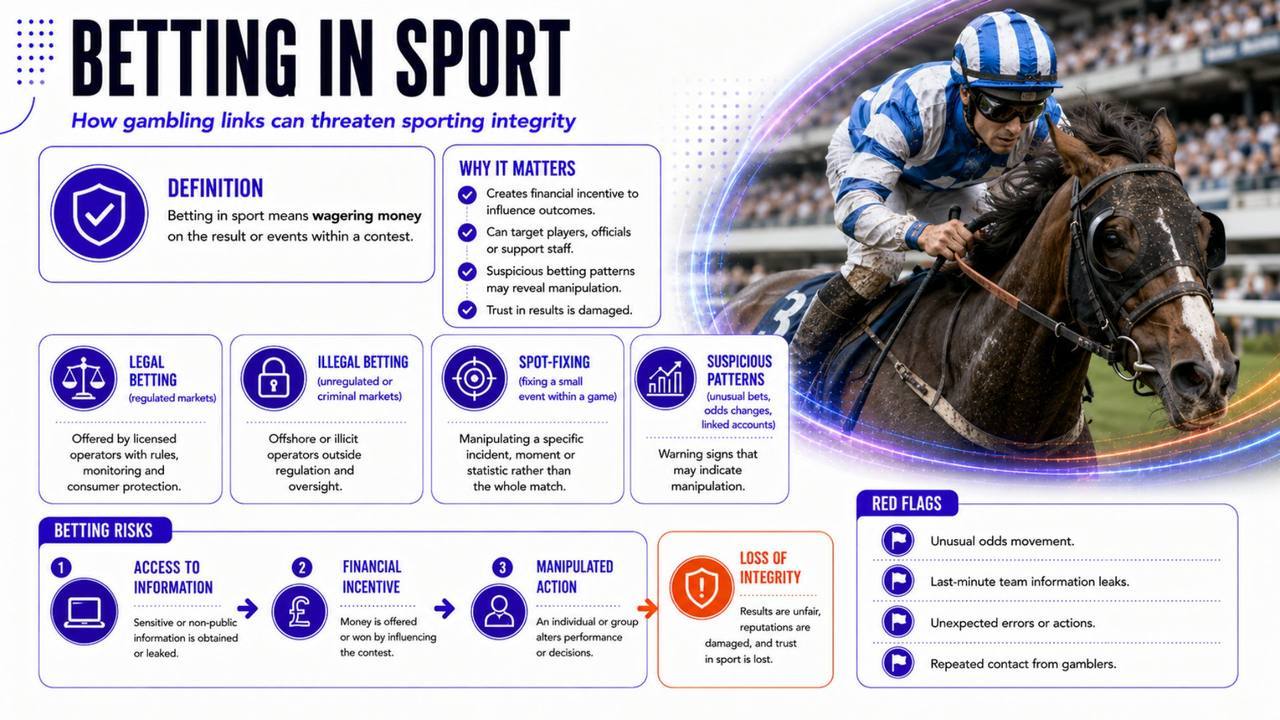 BETTING IN SPORT
How gambling links can threaten sporting integrity
DEFINITION
Betting in sport means wagering money
on the result or events within a contest.
WHY IT MATTERS
Creates financial incentive to
influence outcomes.
Can target players, officials
or support staff.
Suspicious betting patterns
may reveal manipulation.
Trust in results is damaged.
LEGAL
BETTING
(regulated markets)
Offered by licensed
operators with rules,
monitoring and
consumer protection.
ILLEGAL BETTING
(unregulated or
criminal markets)
Offshore or illicit
operators outside
regulation and
oversight.
SPOT-FIXING
(fixing a small
event within a game)
Manipulating a specific
incident, moment or
statistic rather than
the whole match.
SUSPICIOUS
PATTERNS
(unusual bets,
odds changes,
linked accounts)
Warning signs that
may indicate
manipulation.
3
BETTING RISKS
1
ACCESS TO
INFORMATION
Sensitive or non-public
information is obtained
or leaked.
2
£
FINANCIAL
INCENTIVE
Money is offered
or won by influencing
the contest.
3
MANIPULATED
ACTION
An individual or group
alters performance
or decisions.
LOSS OF
INTEGRITY
Results are unfair,
reputations are
damaged, and trust
in sport is lost.
RED FLAGS
Unusual odds movement.
Last-minute team information leaks.
Unexpected errors or actions.
Repeated contact from gamblers.